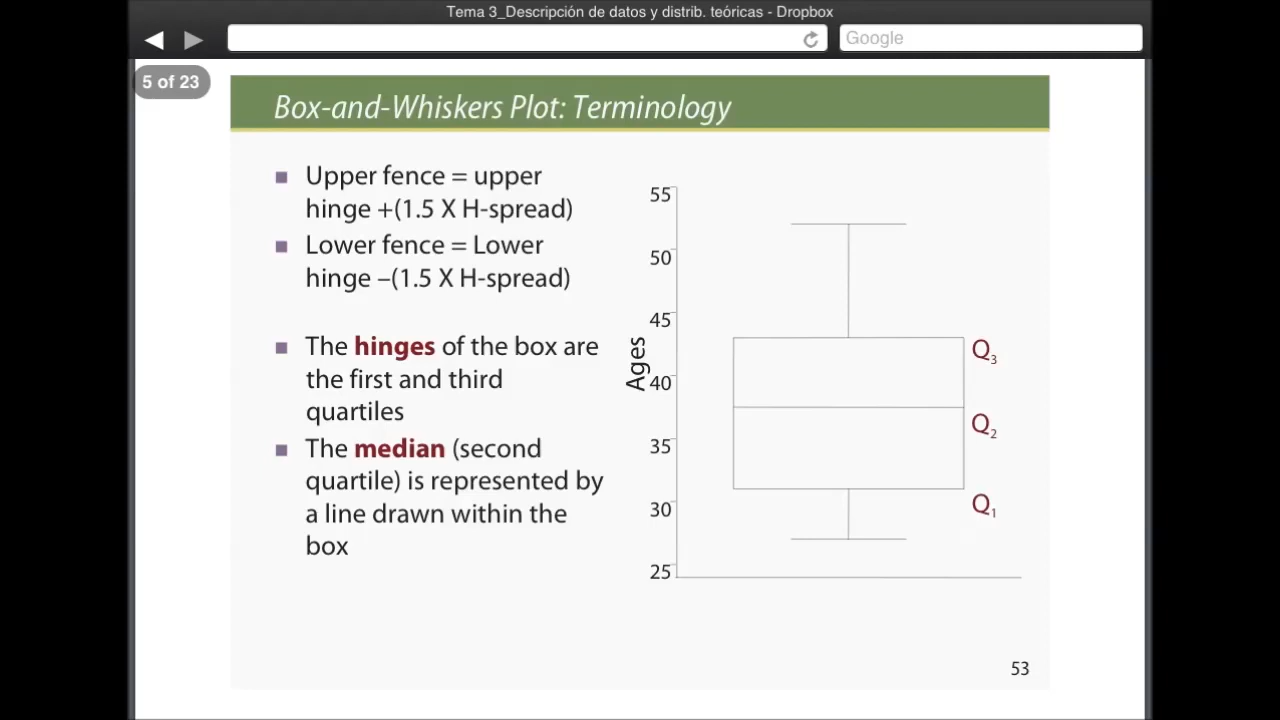 Tema 3_Descripción de datos y distrib. teóricas - Dropbox
Google
5 of 23
Box-and-Whiskers Plot: Terminology
Upper fence = upper
hinge +(1.5 X H-spread)
Lower fence = Lower
hinge –(1.5 X H-spread)
The hinges of the box are
the first and third
quartiles
The median (second
quartile) is represented by
a line drawn within the
box
Ages
55
50
45
40
35
30
25
Q3
Q2
Q1
53